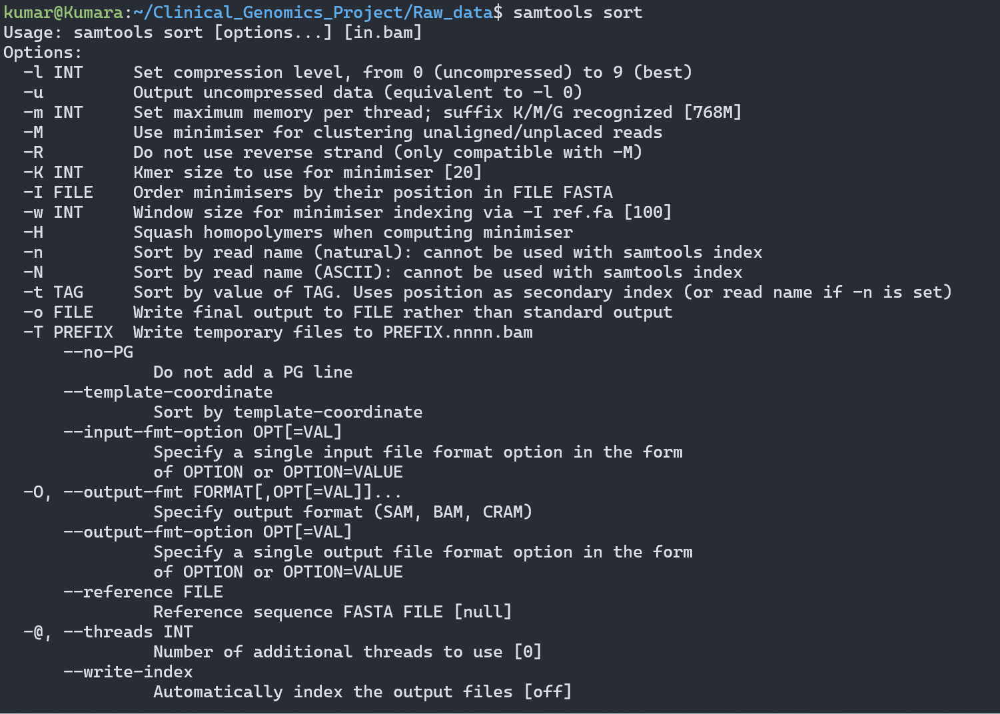 kumar@Kumara:~/Clinical_Genomics_Project/Raw_data$ samtools sort
Usage: samtools sort [options...] [in.bam]
Options:
  -l INT     Set compression level, from 0 (uncompressed) to 9 (best)
  -u         Output uncompressed data (equivalent to -l 0)
  -m INT     Set maximum memory per thread; suffix K/M/G recognized [768M]
  -M         Use minimiser for clustering unaligned/unplaced reads
  -R         Do not use reverse strand (only compatible with -M)
  -K INT     Kmer size to use for minimiser [20]
  -I FILE    Order minimisers by their position in FILE FASTA
  -w INT     Window size for minimiser indexing via -I ref.fa [100]
  -H         Squash homopolymers when computing minimiser
  -n         Sort by read name (natural): cannot be used with samtools index
  -N         Sort by read name (ASCII): cannot be used with samtools index
  -t TAG     Sort by value of TAG. Uses position as secondary index (or read name if -n is set)
  -o FILE    Write final output to FILE rather than standard output
  -T PREFIX  Write temporary files to PREFIX.nnnn.bam
      --no-PG
               Do not add a PG line
      --template-coordinate
               Sort by template-coordinate
      --input-fmt-option OPT[=VAL]
               Specify a single input file format option in the form
               of OPTION or OPTION=VALUE
  -O, --output-fmt FORMAT[,OPT[=VAL]]...
               Specify output format (SAM, BAM, CRAM)
      --output-fmt-option OPT[=VAL]
               Specify a single output file format option in the form
               of OPTION or OPTION=VALUE
      --reference FILE
               Reference sequence FASTA FILE [null]
  -@, --threads INT
               Number of additional threads to use [0]
      --write-index
               Automatically index the output files [off]